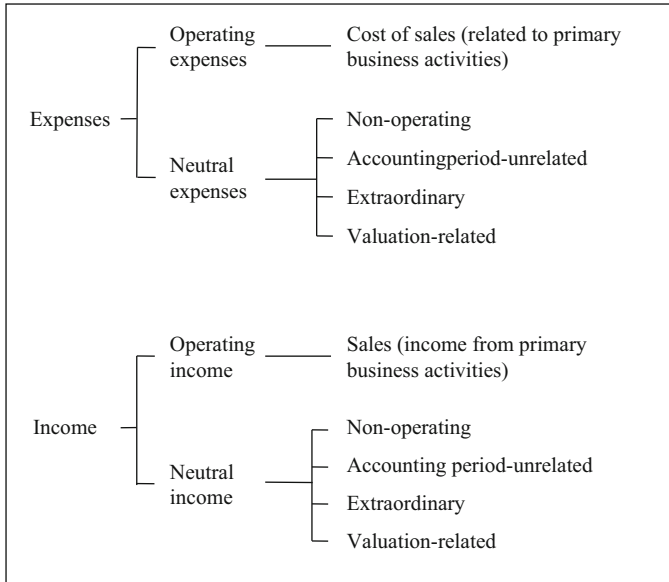 Operating
expenses
Cost of sales (related to primary
business activities)
Expenses
Neutral
expenses
Non-operating
Accountingperiod-unrelated
Extraordinary
Valuation-related
Operating
income
Sales (income from primary
business activities)
Income
Neutral
income
Non-operating
Accounting period-unrelated
Extraordinary
Valuation-related